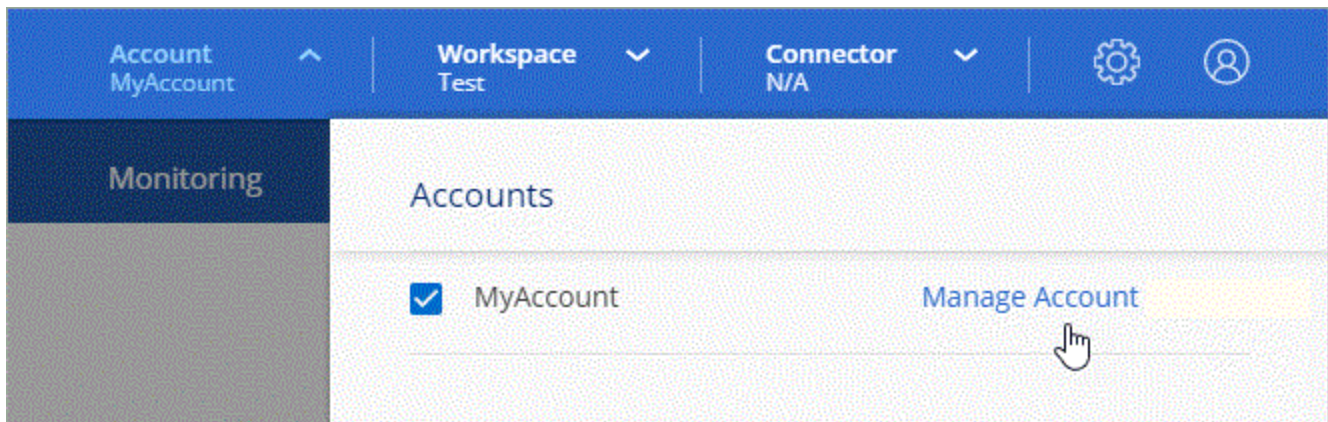 Account
MyAccount
Workspace
Test
Connector
N/A
Monitoring
Accounts
MyAccount
Manage Account